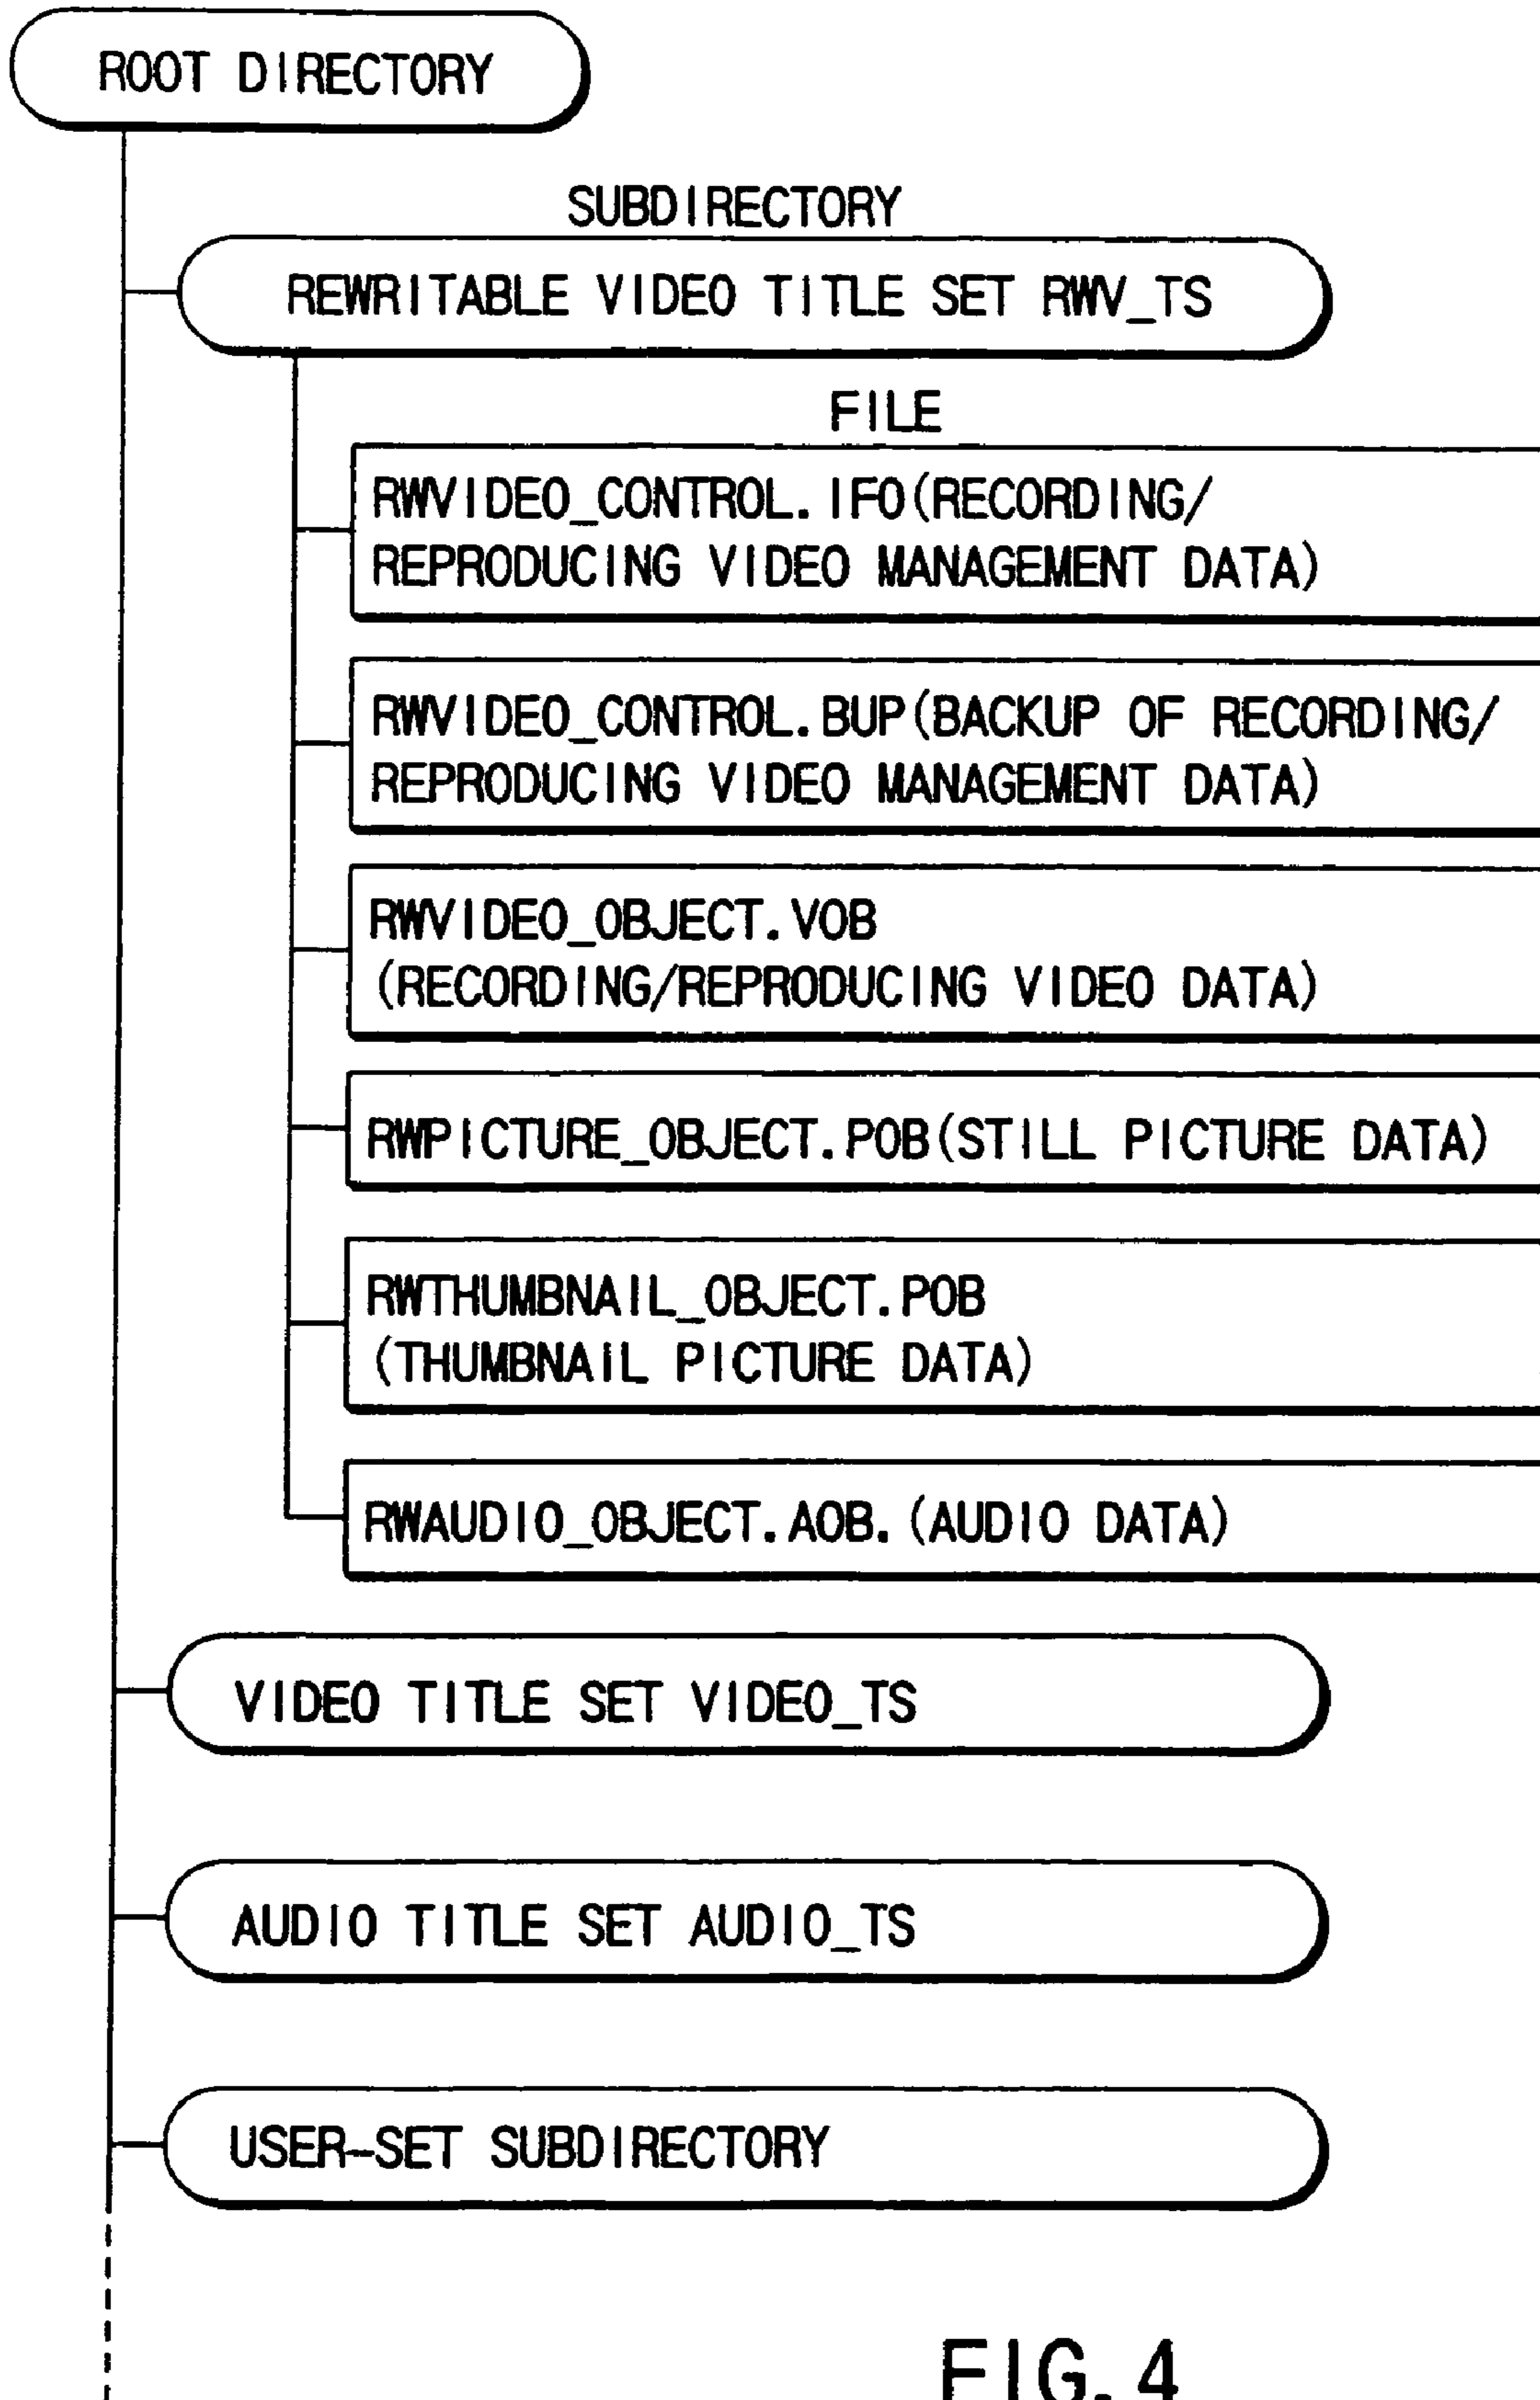 ROOT DIRECTORY
SUBDIRECTORY
REWRITABLE VIDEO TITLE SET RWV_TS
FILE
RWVIDEO_CONTROL.IFO(RECORDING/
REPRODUCING VIDEO MANAGEMENT DATA)
RWVIDEO_CONTROL.BUP(BACKUP OF RECORDING/
REPRODUCING VIDEO MANAGEMENT DATA)
RWVIDEO_OBJECT.VOB
(RECORDING/REPRODUCING VIDEO DATA)
RWPICTURE_OBJECT.POB(STILL PICTURE DATA)
RWTHUMBNAIL_OBJECT.POB
(THUMBNAIL PICTURE DATA)
RWAUDIO_OBJECT.AOB.(AUDIO DATA)
VIDEO TITLE SET VIDEO_TS
AUDIO TITLE SET AUDIO_TS
USER-SET SUBDIRECTORY
FIG. 4